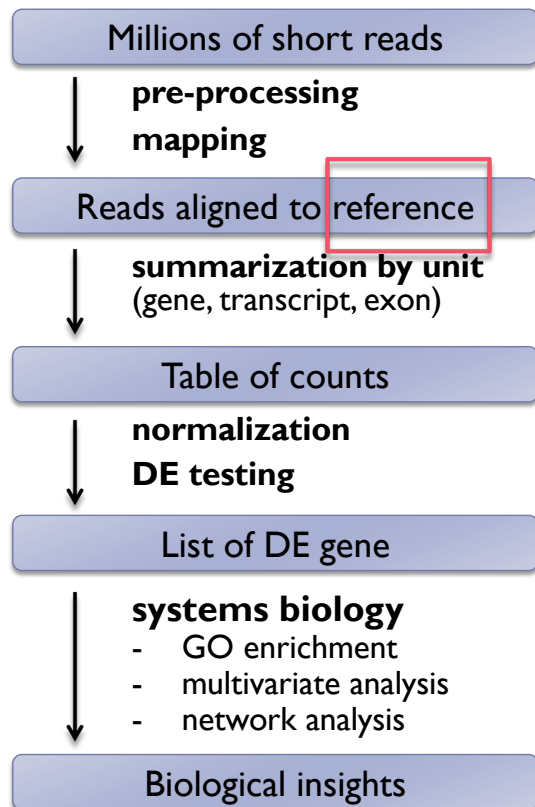 Millions of short reads
pre-processing
mapping
Reads aligned to reference
summarization by unit
(gene, transcript, exon)
Table of counts
normalization
DE testing
List of DE gene
systems biology
- GO enrichment
- multivariate analysis
- network analysis
Biological insights